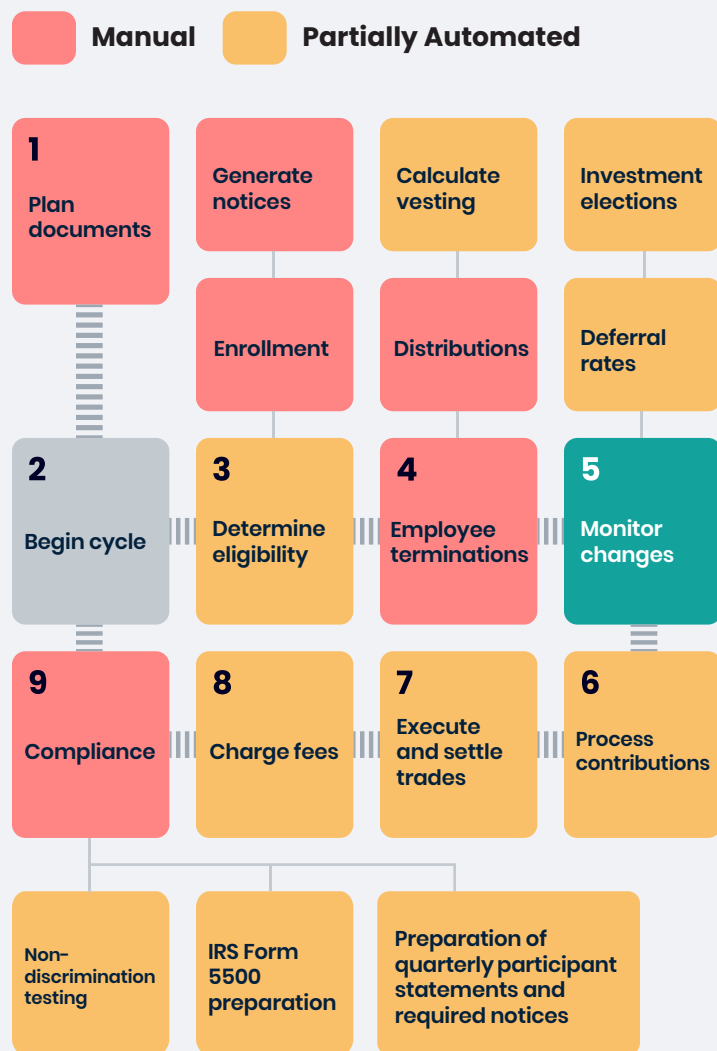 Manual
Partially Automated
1
Plan
documents
Generate
notices
Calculate
vesting
Investment
elections
Enrollment
Distributions
Deferral
rates
2
Begin cycle
3
Determine
eligibility
4
Employee
terminations
5
Monitor
changes
9
Compliance
8
Charge fees
7
Execute
and settle
trades
6
Process
contributions
Non-
discrimination
testing
IRS Form
5500
preparation
Preparation of
quarterly participant
statements and
required notices